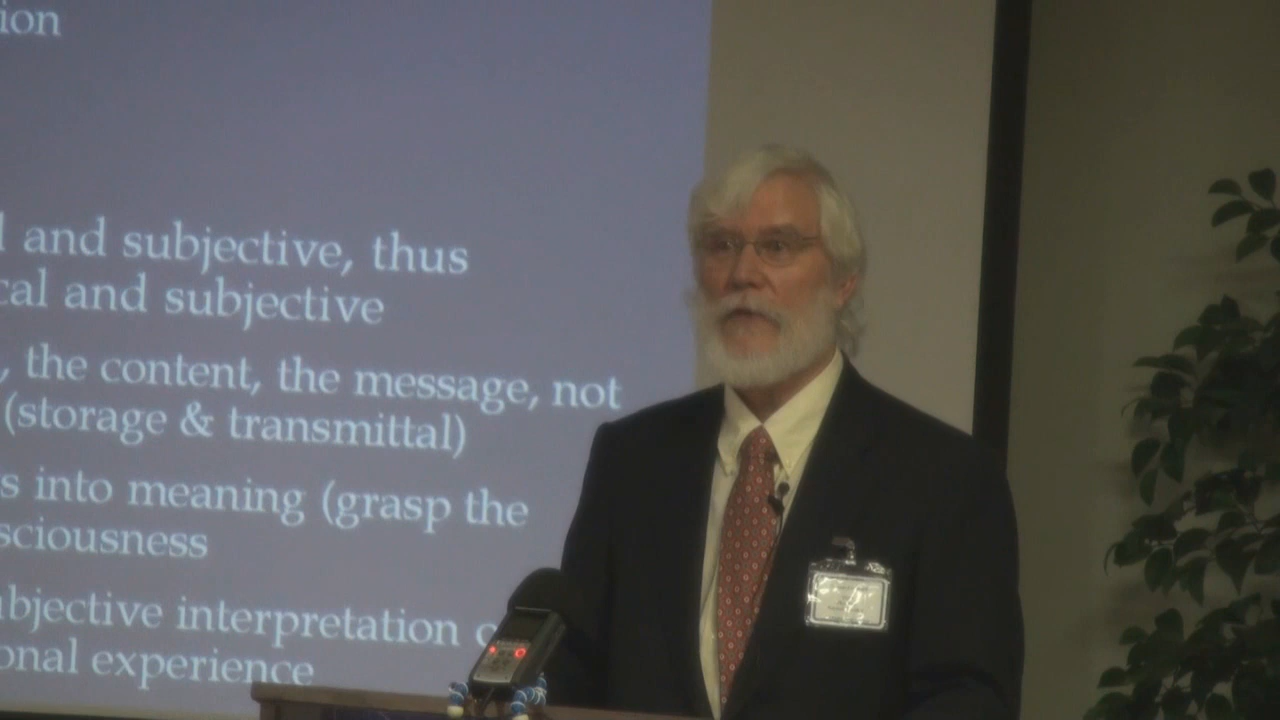 ion
l and subjective, thus
cal and subjective
, the content, the message, not
(storage & transmittal)
s into meaning (grasp the
sciousness
bjective interpretation o
onal experience